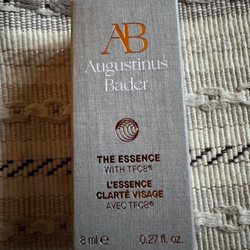 AB
Augustinus
Bader
THE ESSENCE
WITH TFC8®
L'ESSENCE
CLARTÉ VISAGE
AVEC TFC8®
8 ml e 0.27 fl. oz.